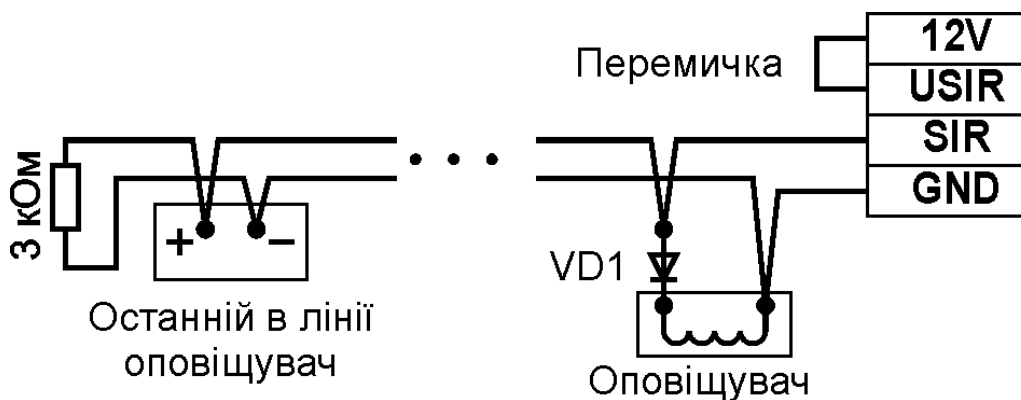 12V
Перемичка
USIR
SIR
GND
3 кОм
+ −
VD1
Останній в лінії
оповіщувач
Оповіщувач